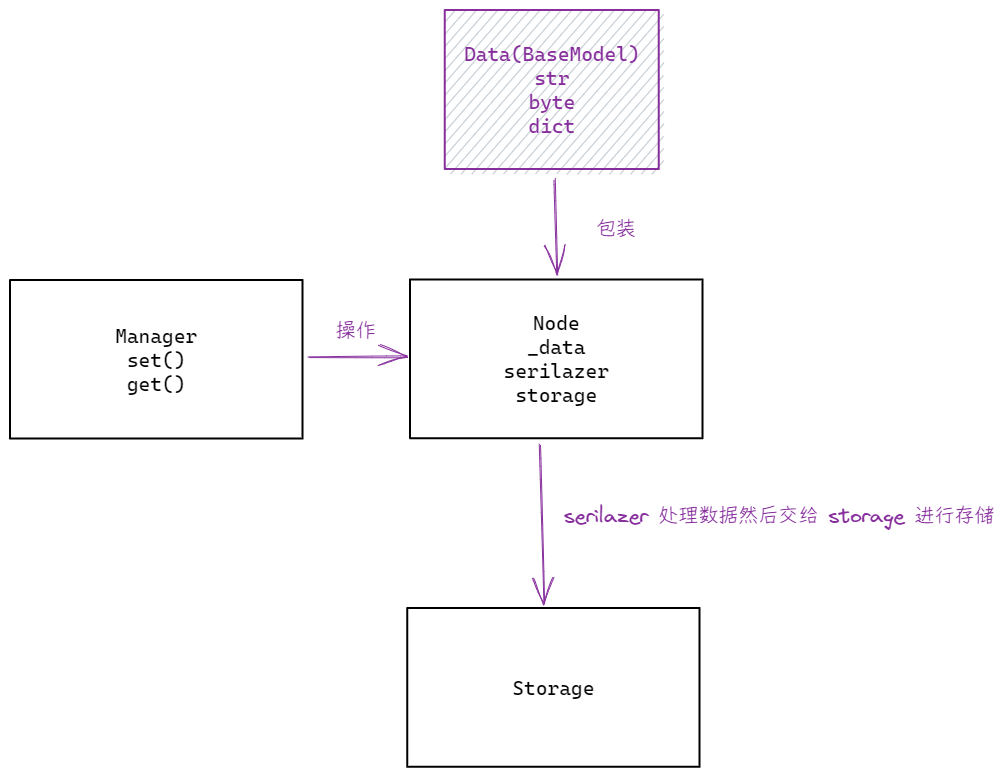 Data(BaseModel)
str
byte
dict
包装
Manager
set()
get()
操作
Node
_data
serilazer
storage
serilazer 处理数据然后交给 storage 进行存储
Storage